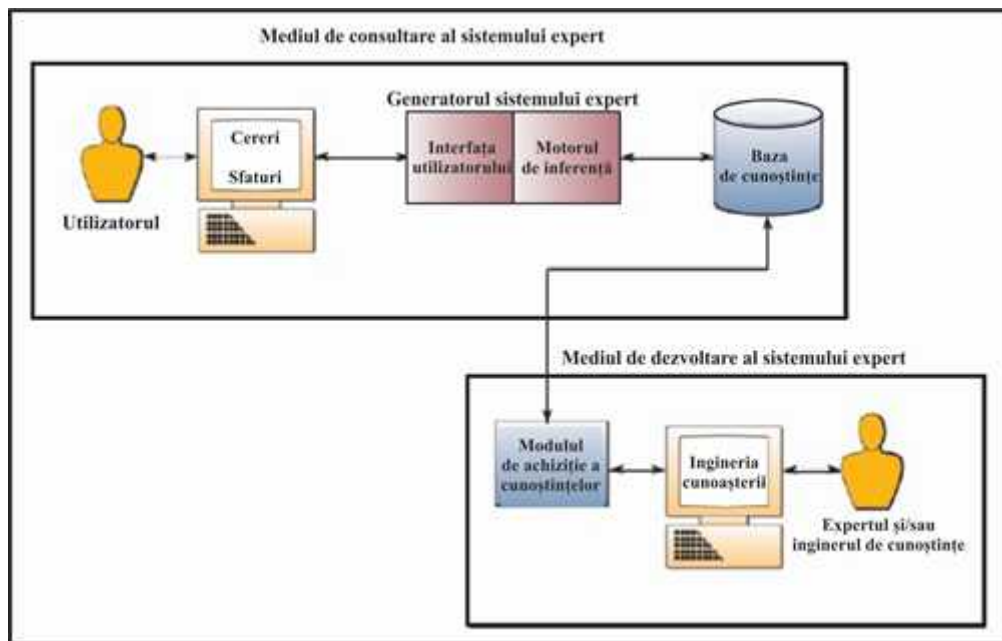 Mediul de consultare al sistemului expert
Generatorul sistemului expert
Cereri
Sfaturi
Utilizatorul
Interfața
utilizatorului
Motorul
de inferență
Baza
de cunoștințe
Mediul de dezvoltare al sistemului expert
Modulul
de achiziție a
cunoștințelor
Ingineria
cunoașterii
Expertul și/sau
inginerul de cunoștințe